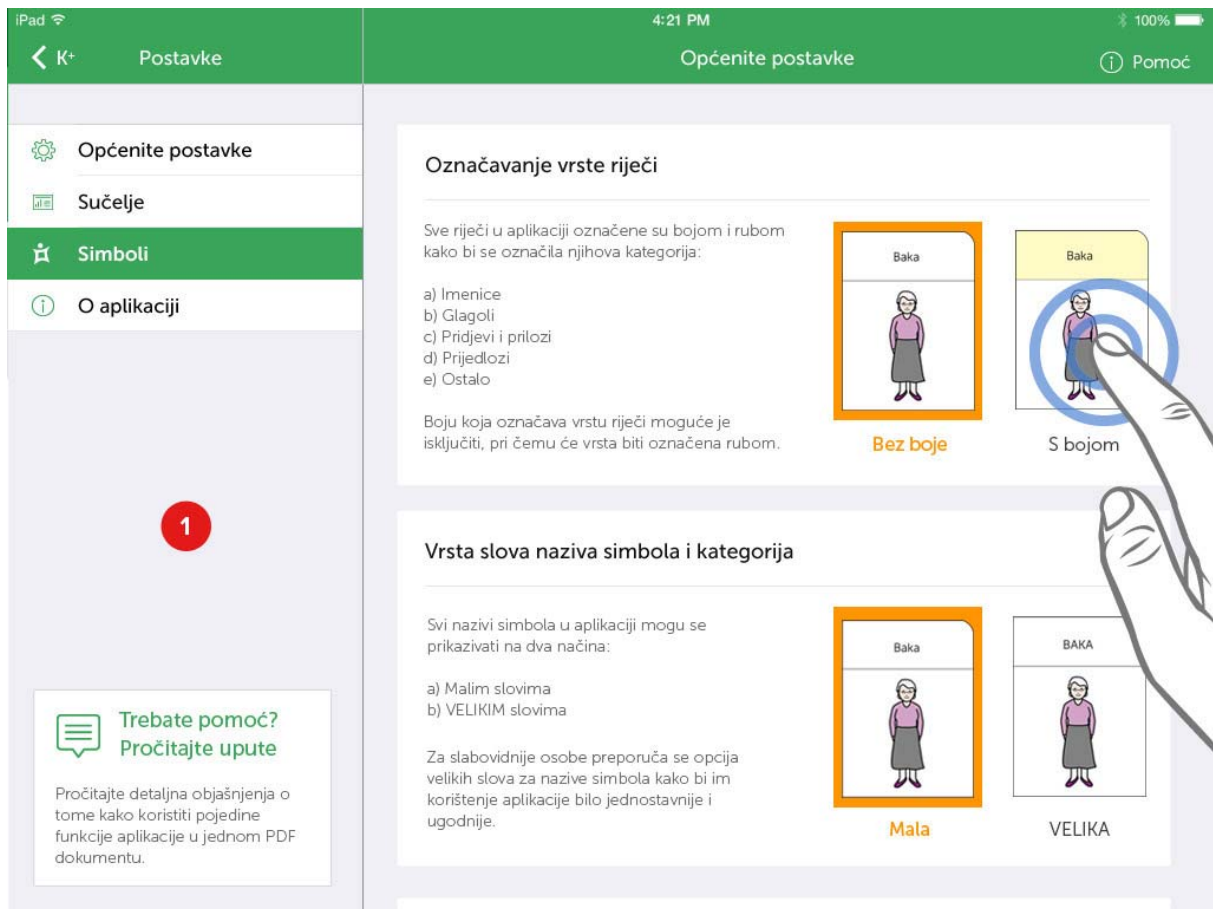 iPad
4:21 PM
100%
K+
Postavke
Općenite postavke
Pomoć
Općenite postavke
Sučelje
Simboli
O aplikaciji
1
Trebate pomoć?
Pročitajte upute
Pročitajte detaljna objašnjenja o
tome kako koristiti pojedine
funkcije aplikacije u jednom PDF
dokumentu.
Označavanje vrste riječi
Sve riječi u aplikaciji označene su bojom i rubom
kako bi se označila njihova kategorija:
a) Imenice
b) Glagoli
c) Pridjevi i prilozi
d) Prijedlozi
e) Ostalo
Boju koja označava vrstu riječi moguće je
isključiti, pri čemu će vrsta biti označena rubom.
Baka
Bez boje
Baka
S bojom
Vrsta slova naziva simbola i kategorija
Svi nazivi simbola u aplikaciji mogu se
prikazivati na dva načina:
a) Malim slovima
b) VELIKIM slovima
Za slabovidnije osobe preporuča se opcija
velikih slova za nazive simbola kako bi im
korištenje aplikacije bilo jednostavnije i
ugodnije.
Baka
Mala
BAKA
VELIKA